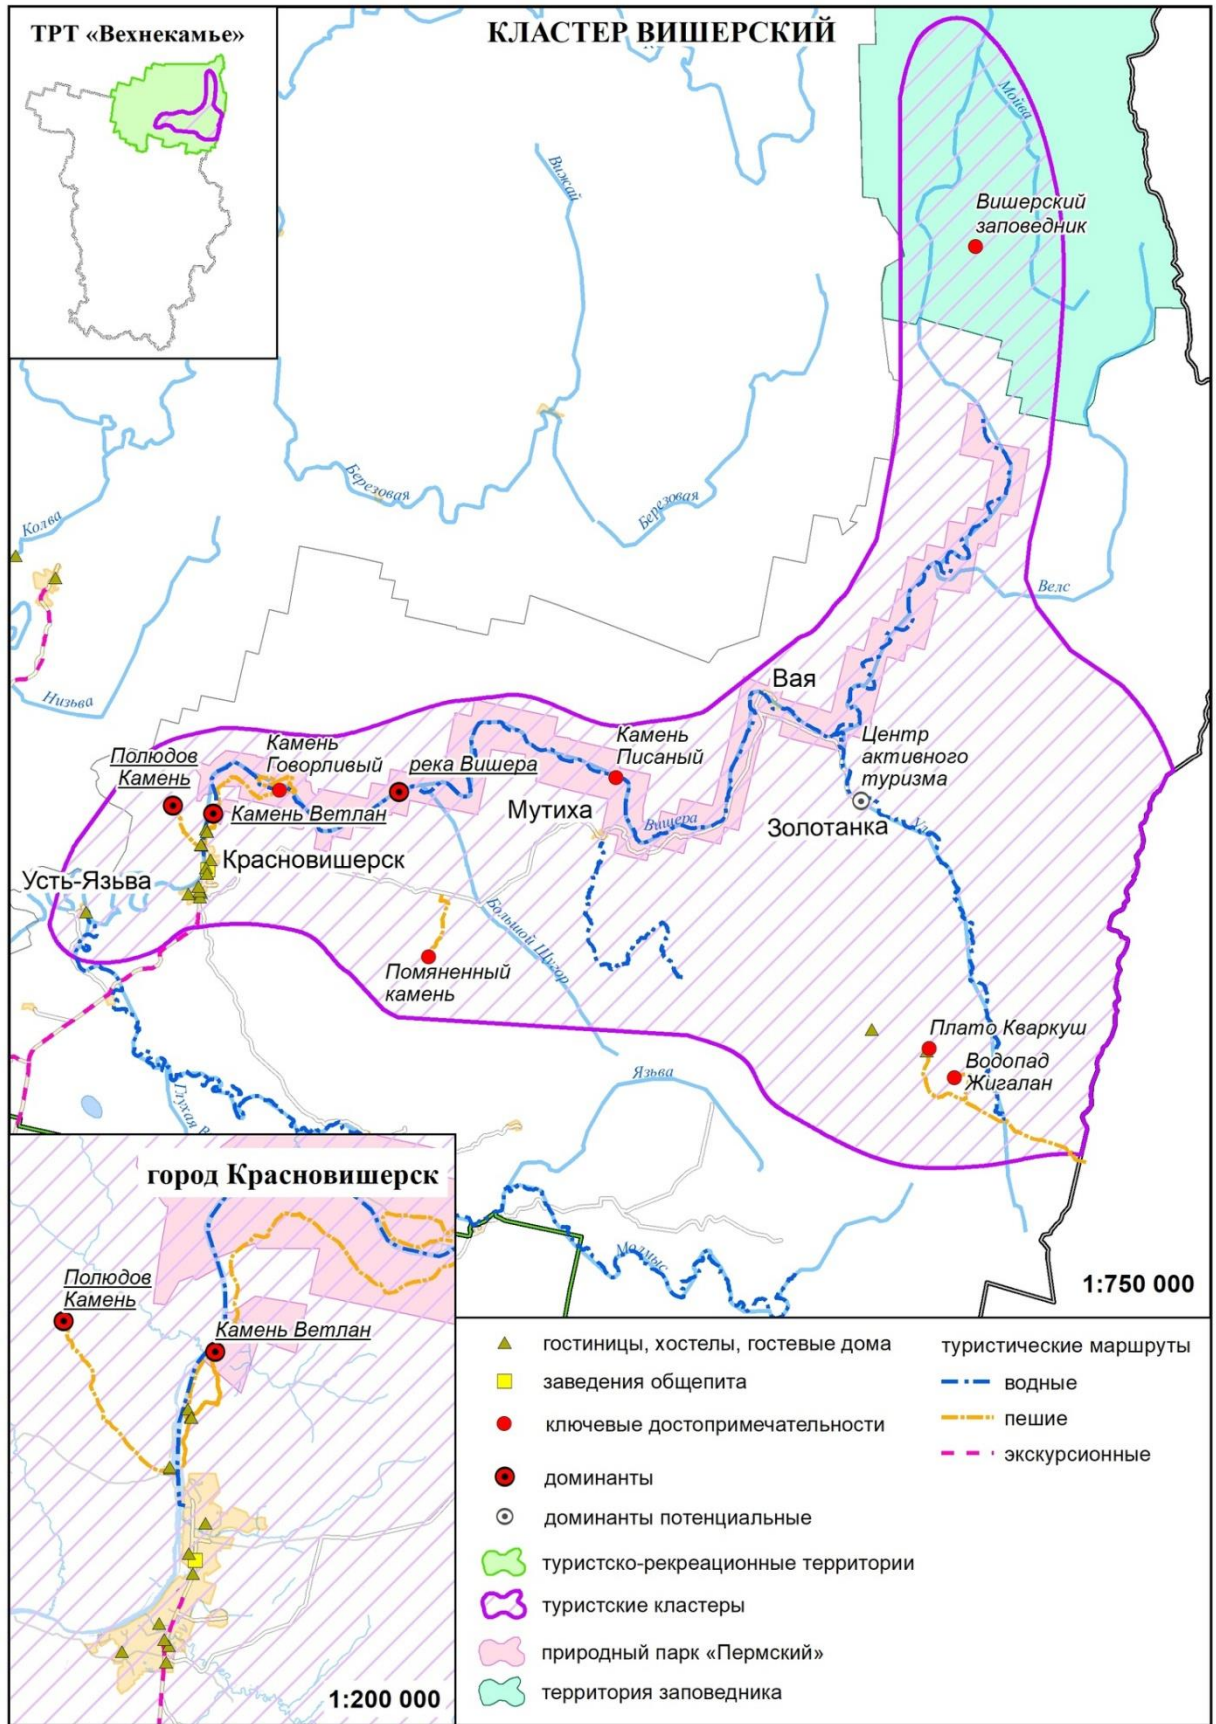 ТРТ «Вехнекамье»
КЛАСТЕР ВИШЕРСКИЙ
Мойва
Вижай
Вишерский
заповедник
Березовая
Березовая
Колва
Велс
Низьва
Вая
Полюдов
Камень
Камень
Говорливый
река Вишера
Камень
Писаный
Центр
активного
туризма
Камень Ветлан
Мутиха
Вишера
Золотанка
Красновишерск
Усть-Язьва
Большой Щугор
Помяненный
камень
Плато Кваркуш
Водопад
Жигалан
Язьва
Глухая
Молмыс
1:750 000
город Красновишерск
Полюдов
Камень
Камень Ветлан
1:200 000
гостиницы, хостелы, гостевые дома
заведения общепита
ключевые достопримечательности
доминанты
доминанты потенциальные
туристско-рекреационные территории
туристские кластеры
природный парк «Пермский»
территория заповедника
туристические маршруты
водные
пешие
экскурсионные